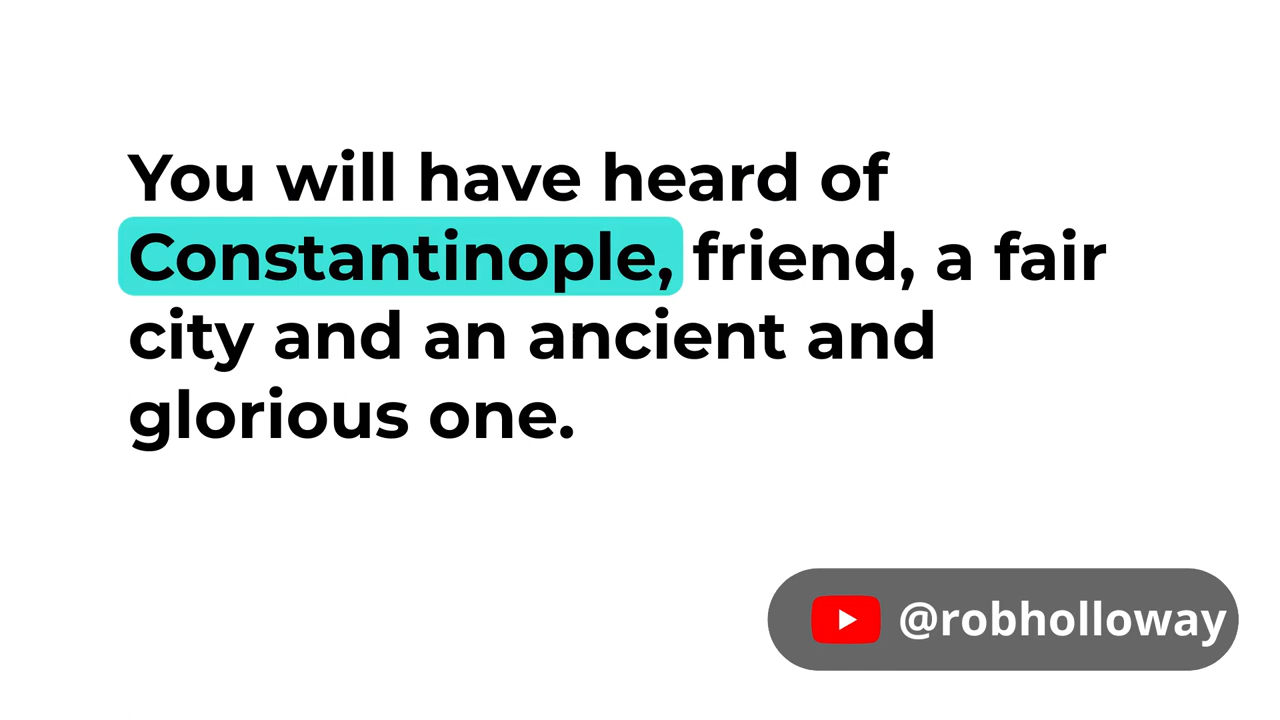 You will have heard of
Constantinople, friend, a fair
city and an ancient and
glorious one.
@robholloway